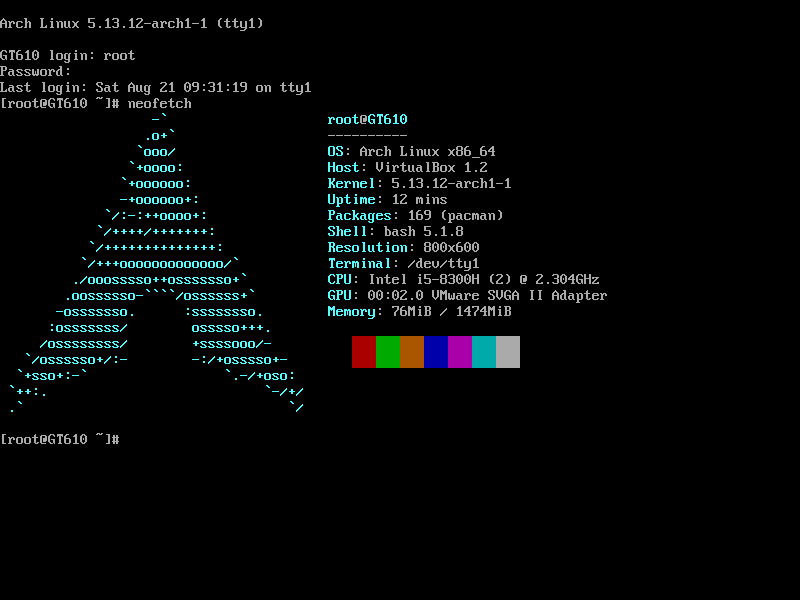 Arch Linux 5.13.12-arch1-1 (tty1)
GT610 login: root
Password:
Last login: Sat Aug 21 09:31:19 on tty1
[root@GT610 ~]# neofetch
                   -`                    root@GT610
                  .o+`                   ----------
                 `ooo/                   OS: Arch Linux x86_64
                `+oooo:                  Host: VirtualBox 1.2
               `+oooooo:                 Kernel: 5.13.12-arch1-1
               -+oooooo+:                Uptime: 12 mins
             `/:-:++oooo+:               Packages: 169 (pacman)
            `/++++/+++++++:              Shell: bash 5.1.8
           `/++++++++++++++:             Resolution: 800x600
          `/+++ooooooooooooo/`           Terminal: /dev/tty1
         ./ooosssso++osssssso+`          CPU: Intel i5-8300H (2) @ 2.304GHz
        .oossssso-````/ossssss+`         GPU: 00:02.0 VMware SVGA II Adapter
       -osssssso.      :ssssssso.        Memory: 76MiB / 1474MiB
      :osssssss/        osssso+++.
     /ossssssss/        +ssssooo/-
   `/ossssso+/:-        -:/+osssso+-
  `+sso+:-`                 `.-/+oso:
 `++:.                           `-/+/
 .`                                 `/
[root@GT610 ~]#